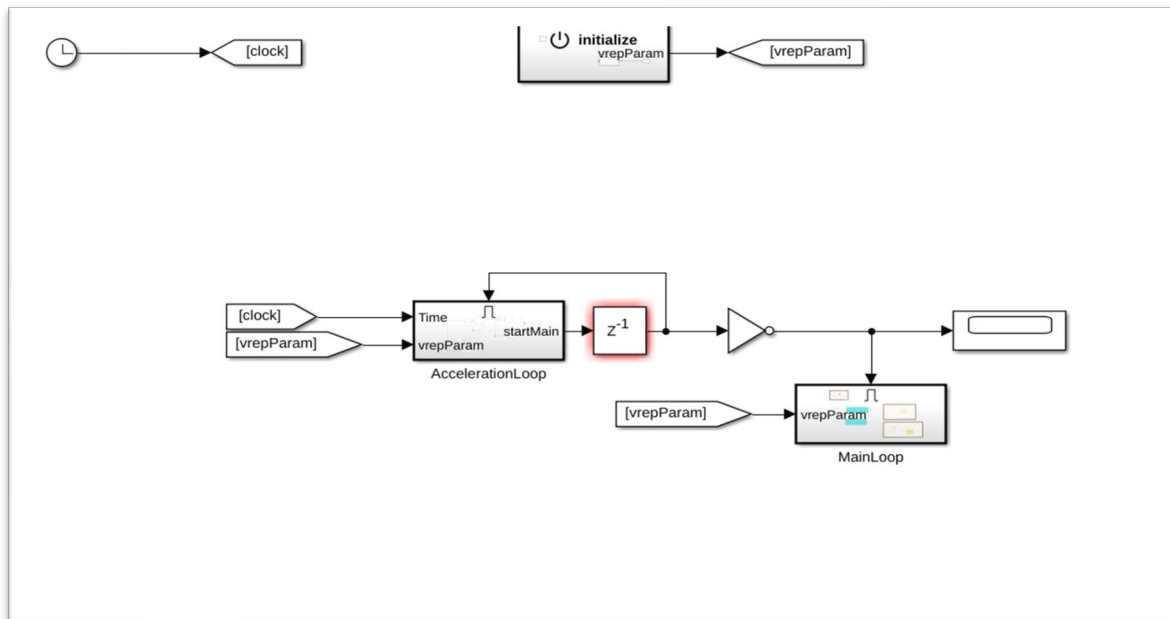 [clock]
initialize
vrepParam
[vrepParam]
[clock]
[vrepParam]
Time
vrepParam
startMain
AccelerationLoop
Z-1
[vrepParam]
vrepParam
MainLoop